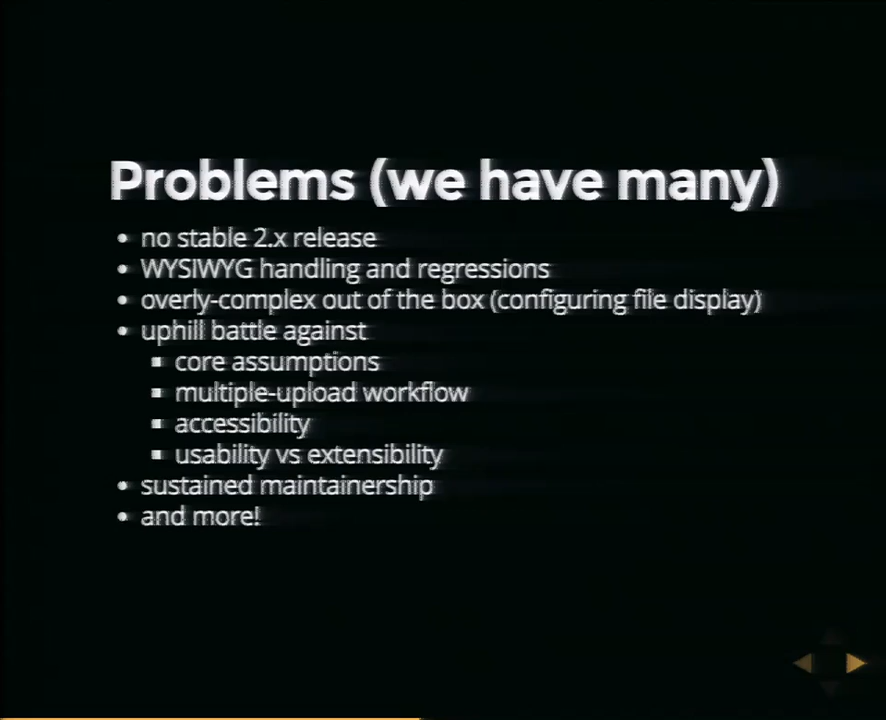 Problems (we have many)
• no stable 2.x release
• WYSIWYG handling and regressions
• overly-complex out of the box (configuring file display)
• uphill battle against
▪ core assumptions
▪ multiple-upload workflow
▪ accessibility
▪ usability vs extensibility
• sustained maintainership
• and more!